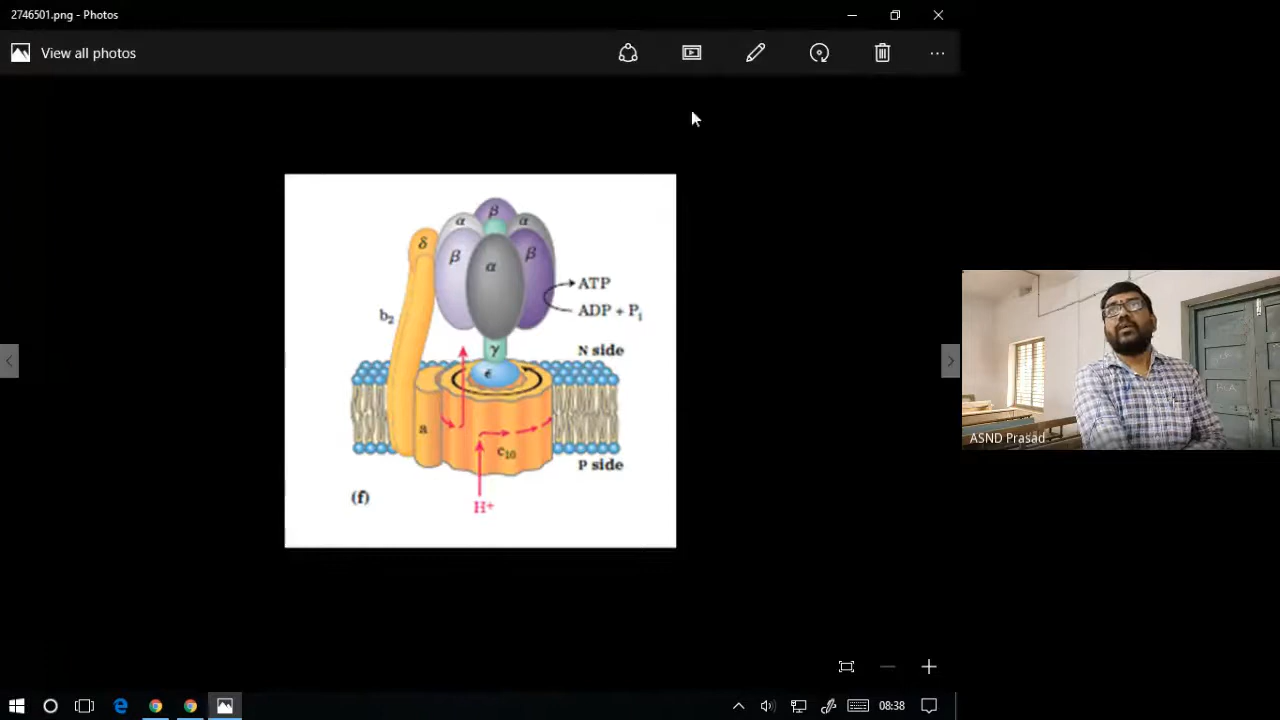 2746501.png - Photos
View all photos
β
α α
δ
β β
α
ATP
ADP + Pi
b₂
γ
N side
ϵ
a
c₁₀
P side
(f)
H⁺
ASND Prasad
08:38